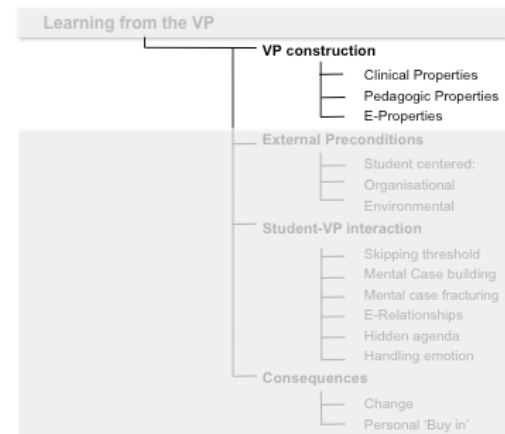 Learning from the VP
VP construction
Clinical Properties
Pedagogic Properties
E-Properties
External Preconditions
Student centered:
Organisational
Environmental
Student-VP interaction
Skipping threshold
Mental Case building
Mental case fracturing
E-Relationships
Hidden agenda
Handling emotion
Consequences
Change
Personal 'Buy in'